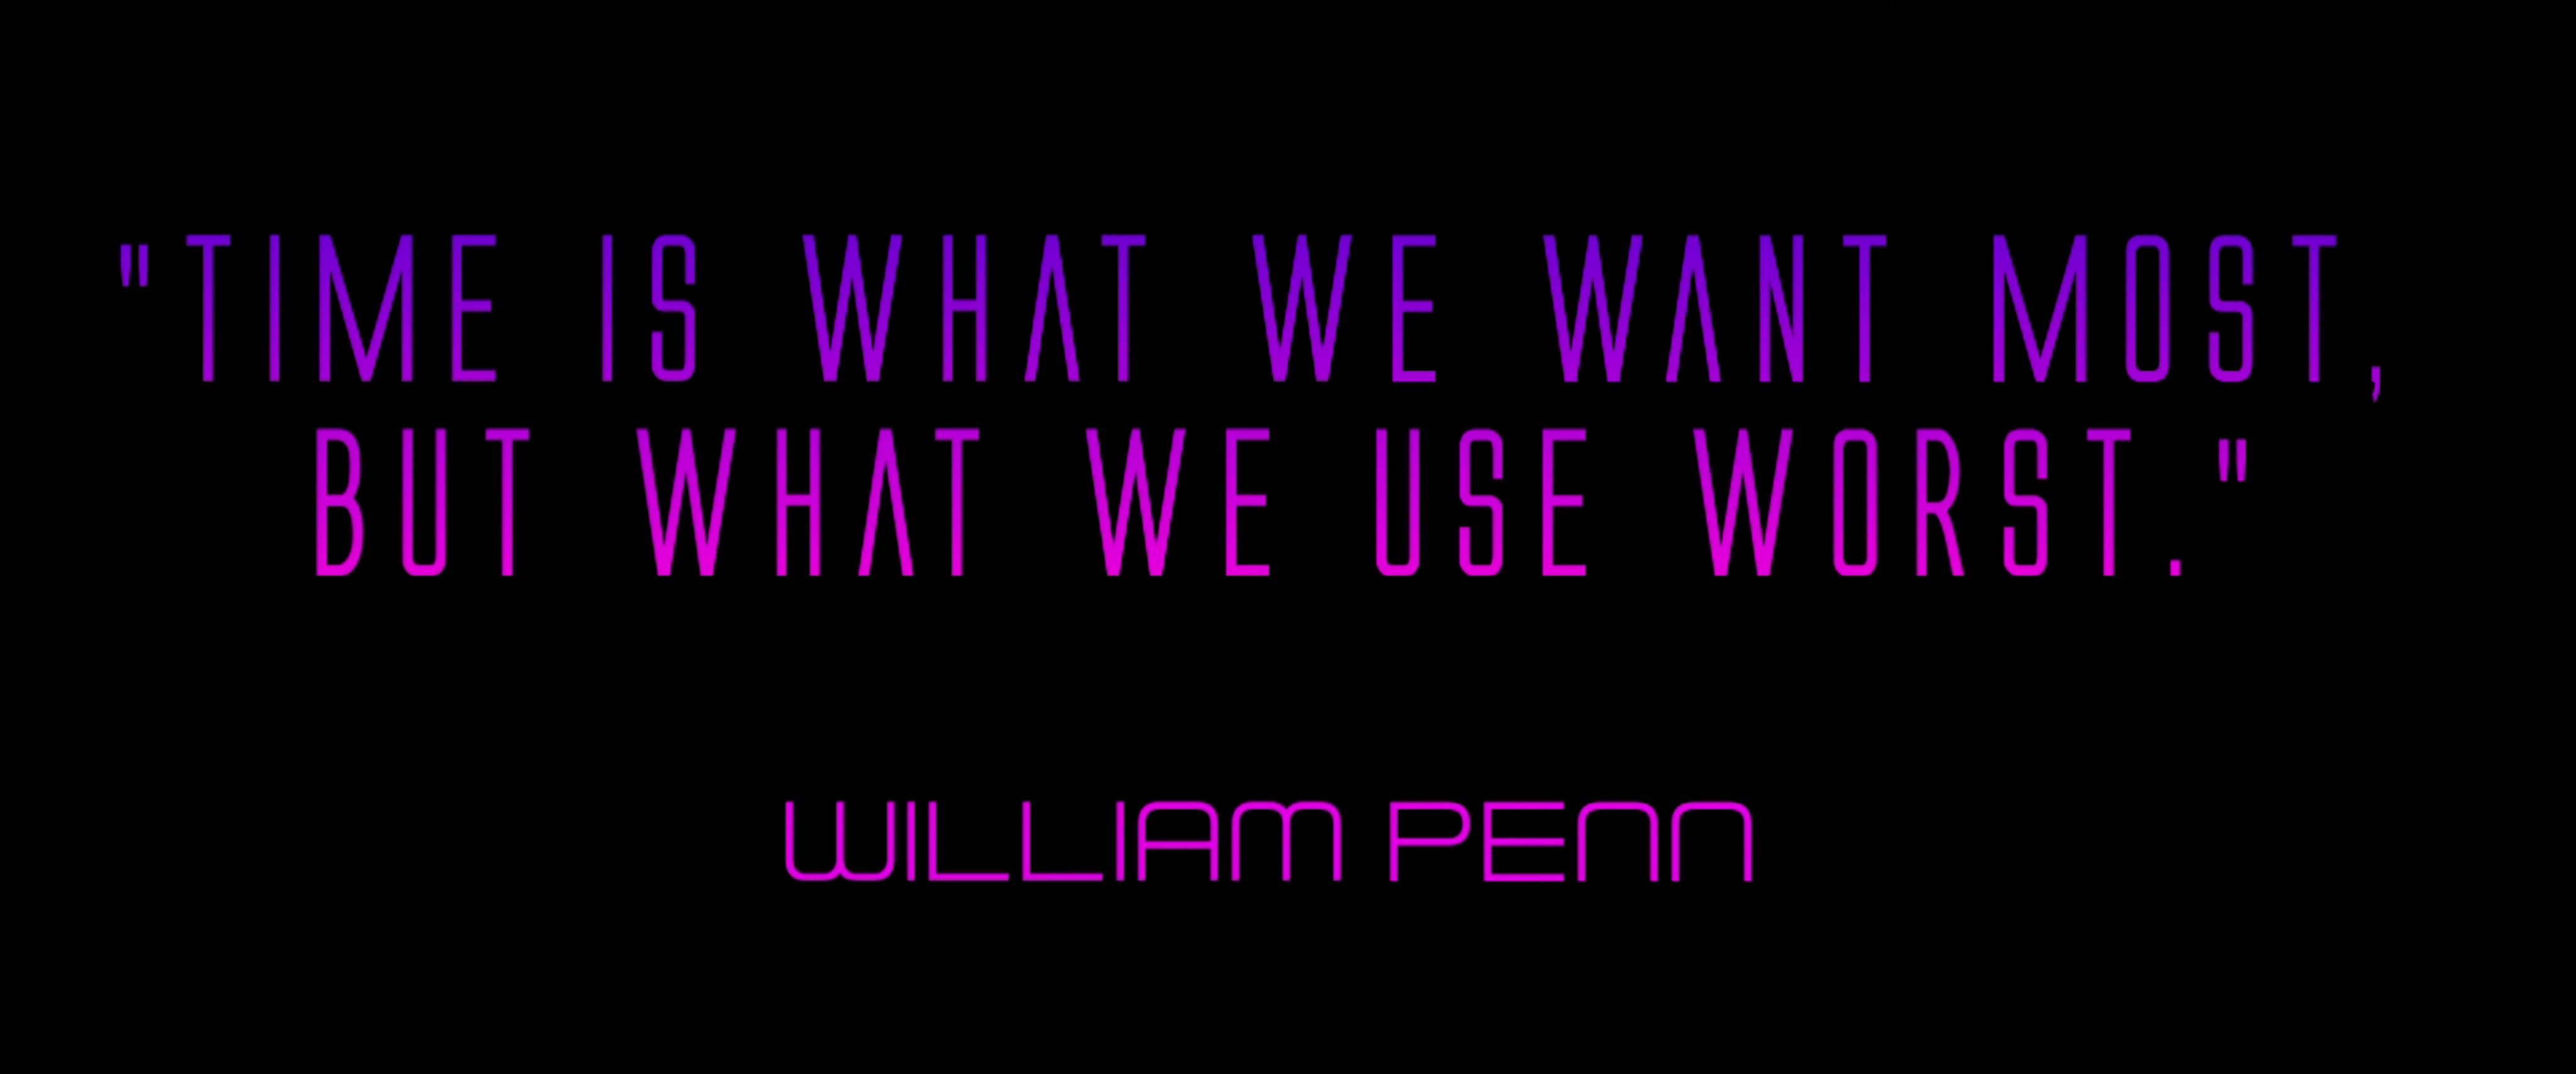 "TIME IS WHAT WE WANT MOST,
BUT WHAT WE USE WORST."
WILLIAM PENN